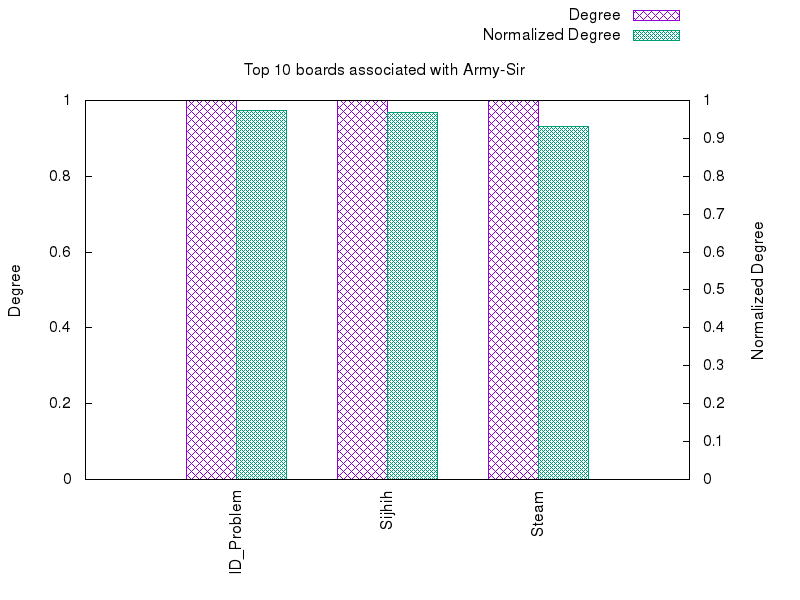 Degree
Normalized Degree
Top 10 boards associated with Army-Sir
1
0.8
0.6
0.4
0.2
0
Degree
1
0.9
0.8
0.7
0.6
0.5
0.4
0.3
0.2
0.1
0
Normalized Degree
ID_Problem
Sijhih
Steam